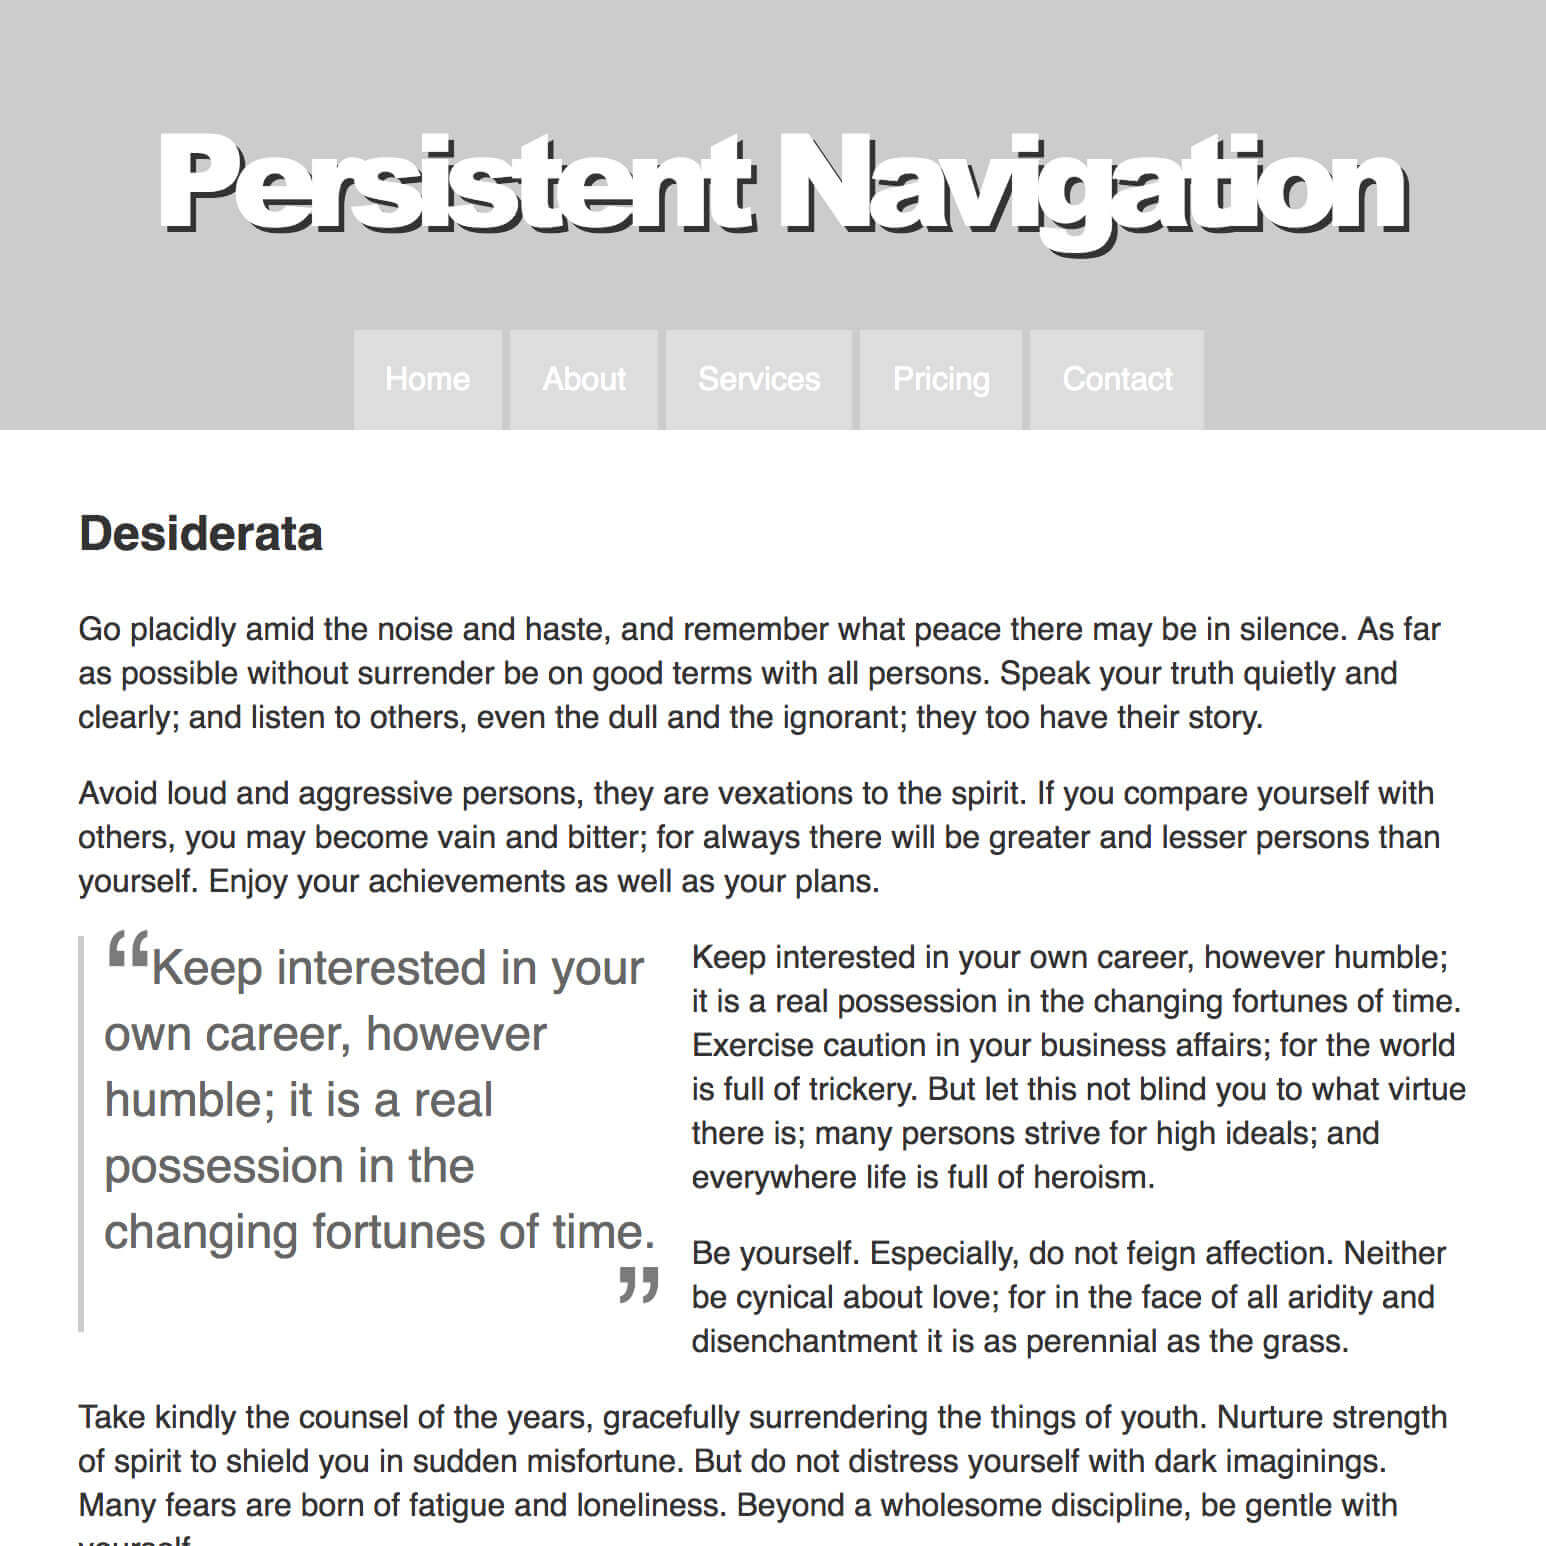 Persistent Navigation
Home About Services Pricing Contact
Desiderata
Go placidly amid the noise and haste, and remember what peace there may be in silence. As far
as possible without surrender be on good terms with all persons. Speak your truth quietly and
clearly; and listen to others, even the dull and the ignorant; they too have their story.
Avoid loud and aggressive persons, they are vexations to the spirit. If you compare yourself with
others, you may become vain and bitter; for always there will be greater and lesser persons than
yourself. Enjoy your achievements as well as your plans.
“Keep interested in your
own career, however
humble; it is a real
possession in the
changing fortunes of time.
”
Keep interested in your own career, however humble;
it is a real possession in the changing fortunes of time.
Exercise caution in your business affairs; for the world
is full of trickery. But let this not blind you to what virtue
there is; many persons strive for high ideals; and
everywhere life is full of heroism.
Be yourself. Especially, do not feign affection. Neither
be cynical about love; for in the face of all aridity and
disenchantment it is as perennial as the grass.
Take kindly the counsel of the years, gracefully surrendering the things of youth. Nurture strength
of spirit to shield you in sudden misfortune. But do not distress yourself with dark imaginings.
Many fears are born of fatigue and loneliness. Beyond a wholesome discipline, be gentle with